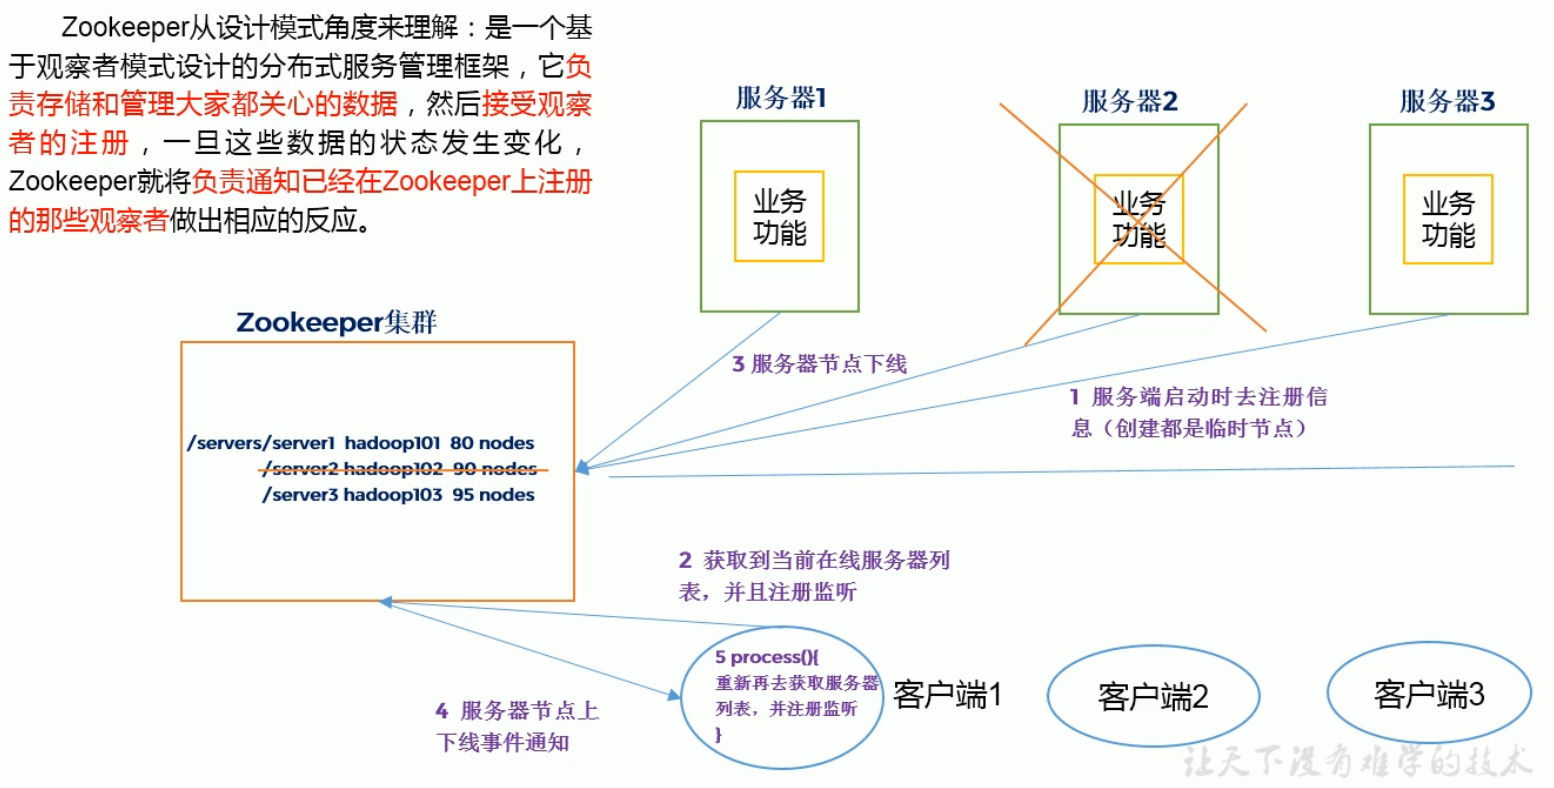 Zookeeper从设计模式角度来理解：是一个基
于观察者模式设计的分布式服务管理框架，它负
责存储和管理大家都关心的数据，然后接受观察
者的注册，一旦这些数据的状态发生变化，
Zookeeper就将负责通知已经在Zookeeper上注册
的那些观察者做出相应的反应。
服务器1
服务器2
服务器3
业务
功能
业务
功能
业务
功能
Zookeeper集群
3 服务器节点下线
1 服务端启动时去注册信
息（创建都是临时节点）
/servers/server1 hadoop101 80 nodes
/server2 hadoop102 90 nodes
/server3 hadoop103 95 nodes
2 获取到当前在线服务器列
表，并且注册监听
5 process(){
重新再去获取服务器
列表，并注册监听
}
客户端1
客户端2
客户端3
4 服务器节点上
下线事件通知
让天下没有难学的技术